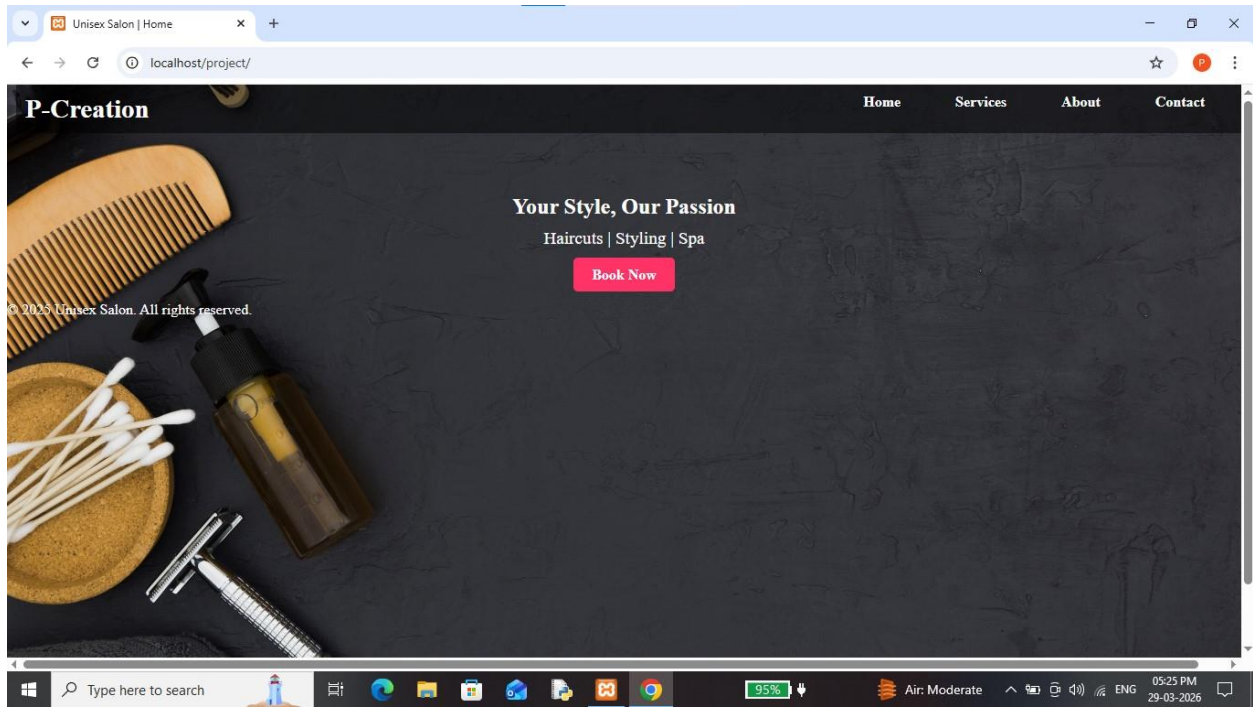 Unisex Salon | Home
localhost/project/
P
P-Creation
Home Services About Contact
Your Style, Our Passion
Haircuts | Styling | Spa
Book Now
© 2025 Unisex Salon. All rights reserved.
Type here to search
95%
Air: Moderate
ENG
05:25 PM
29-03-2026